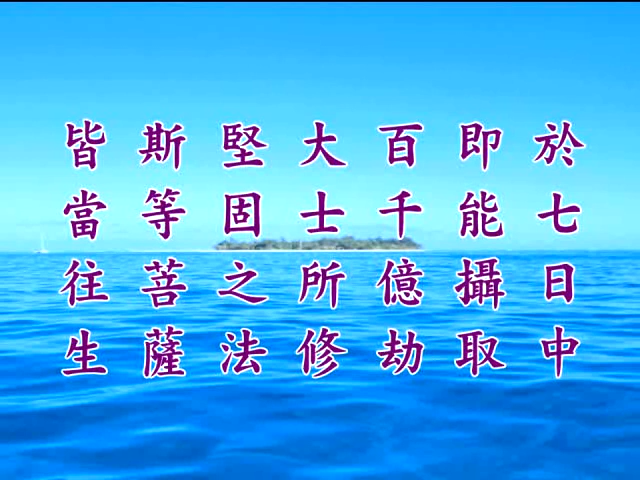 於七日中
即能攝取
百千億劫
大士所修
堅固之法
斯等菩薩
皆當往生